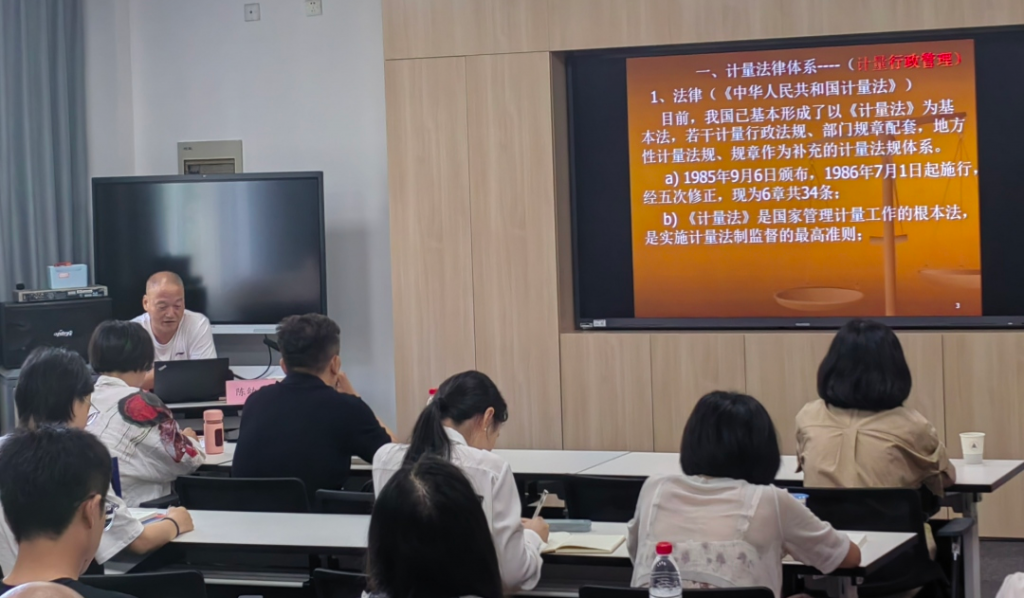 一、计量法律体系----（计量行政管理）
1、法律（《中华人民共和国计量法》）
目前，我国已基本形成了以《计量法》为基
本法，若干计量行政法规、部门规章配套，地方
性计量法规、规章作为补充的计量法规体系。
a) 1985年9月6日颁布，1986年7月1日起施行，
经五次修正，现为6章共34条；
b) 《计量法》是国家管理计量工作的根本法，
是实施计量法制监督的最高准则；
3
陈